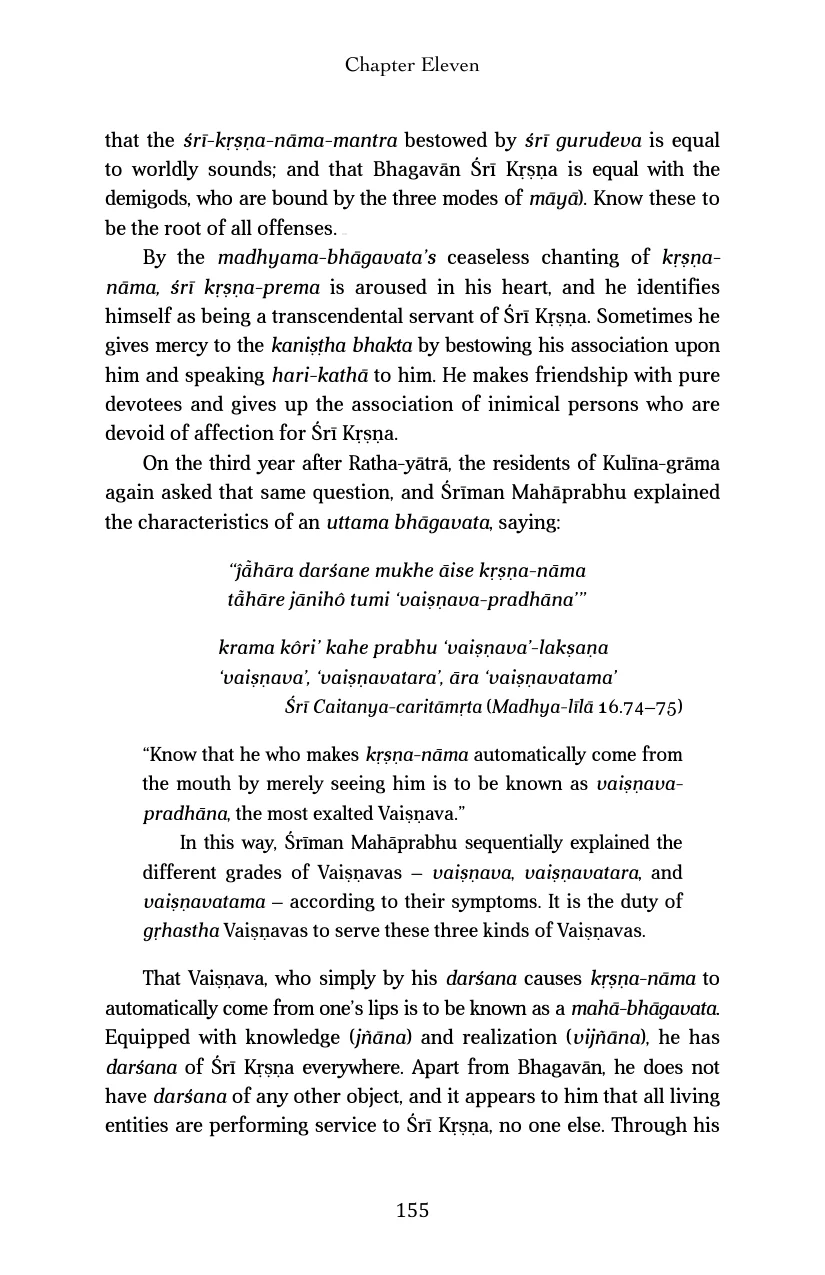 Chapter Eleven
that the śrī-kṛṣṇa-nāma-mantra bestowed by śrī gurudeva is equal
to worldly sounds; and that Bhagavān Śrī Kṛṣṇa is equal with the
demigods, who are bound by the three modes of māyā). Know these to
be the root of all offenses.
By the madhyama-bhāgavata’s ceaseless chanting of kṛṣṇa-
nāma, śrī kṛṣṇa-prema is aroused in his heart, and he identifies
himself as being a transcendental servant of Śrī Kṛṣṇa. Sometimes he
gives mercy to the kaniṣṭha bhakta by bestowing his association upon
him and speaking hari-kathā to him. He makes friendship with pure
devotees and gives up the association of inimical persons who are
devoid of affection for Śrī Kṛṣṇa.
On the third year after Ratha-yātrā, the residents of Kulīna-grāma
again asked that same question, and Śrīman Mahāprabhu explained
the characteristics of an uttama bhāgavata, saying:
“ĵā̐hāra darśane mukhe āise kṛṣṇa-nāma
tā̐hāre jānihô tumi ‘vaiṣṇava-pradhāna’”
krama kôri’ kahe prabhu ‘vaiṣṇava’-lakṣaṇa
‘vaiṣṇava’, ‘vaiṣṇavatara’, āra ‘vaiṣṇavatama’
Śrī Caitanya-caritāmṛta (Madhya-līlā 16.74–75)
“Know that he who makes kṛṣṇa-nāma automatically come from
the mouth by merely seeing him is to be known as vaiṣṇava-
pradhāna, the most exalted Vaiṣṇava.”
In this way, Śrīman Mahāprabhu sequentially explained the
different grades of Vaiṣṇavas – vaiṣṇava, vaiṣṇavatara, and
vaiṣṇavatama – according to their symptoms. It is the duty of
gṛhastha Vaiṣṇavas to serve these three kinds of Vaiṣṇavas.
That Vaiṣṇava, who simply by his darśana causes kṛṣṇa-nāma to
automatically come from one’s lips is to be known as a mahā-bhāgavata.
Equipped with knowledge (jñāna) and realization (vijñāna), he has
darśana of Śrī Kṛṣṇa everywhere. Apart from Bhagavān, he does not
have darśana of any other object, and it appears to him that all living
entities are performing service to Śrī Kṛṣṇa, no one else. Through his
155